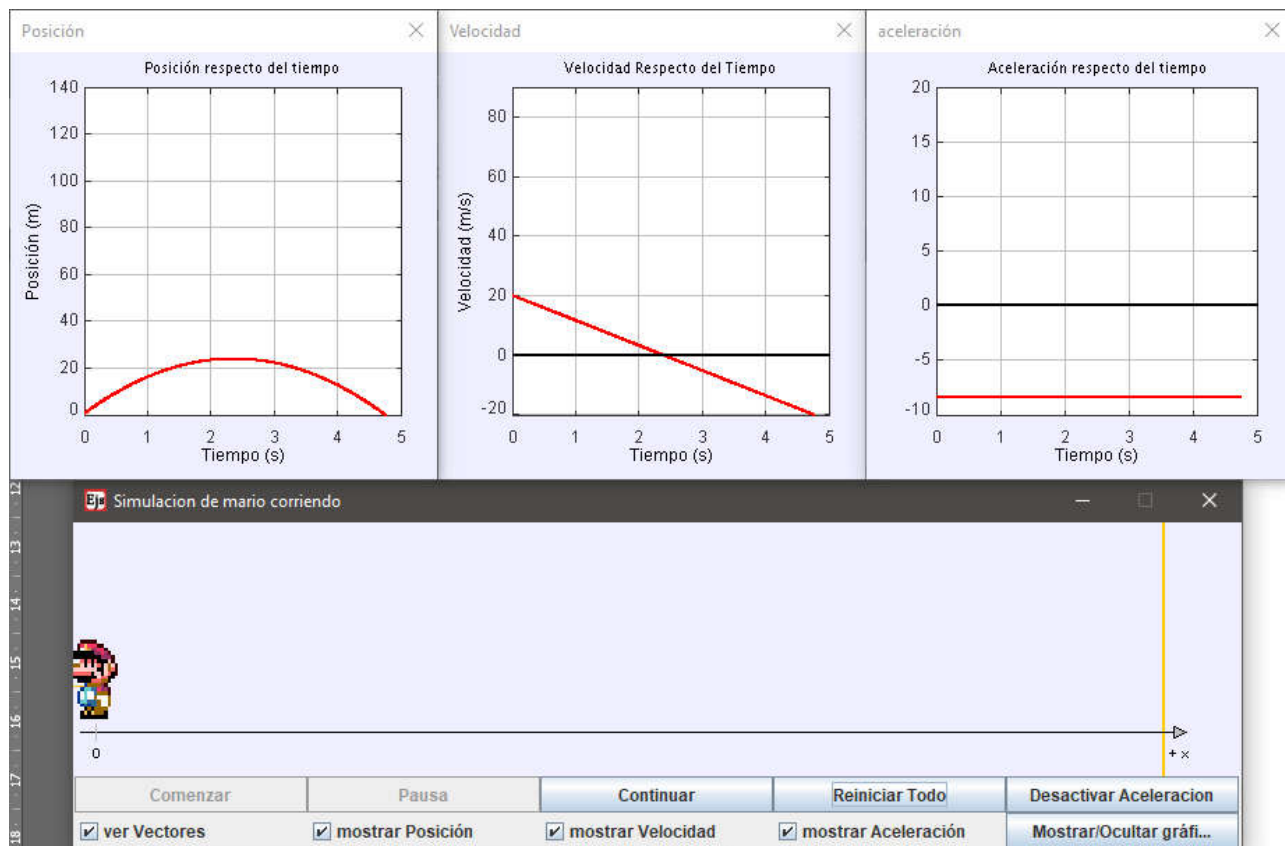 Posición
Posición respecto del tiempo
140
120
100
80
60
40
20
0
Posición (m)
0 1 2 3 4 5
Tiempo (s)
Velocidad
Velocidad Respecto del Tiempo
80
60
40
20
0
-20
Velocidad (m/s)
0 1 2 3 4 5
Tiempo (s)
aceleración
Aceleración respecto del tiempo
20
15
10
5
0
-5
-10
0 1 2 3 4 5
Tiempo (s)
12
13
14
15
16
17
18
Ejs Simulacion de mario corriendo
0
+ x
Comenzar Pausa Continuar Reiniciar Todo Desactivar Aceleracion
ver Vectores mostrar Posición mostrar Velocidad mostrar Aceleración Mostrar/Ocultar gráfi...